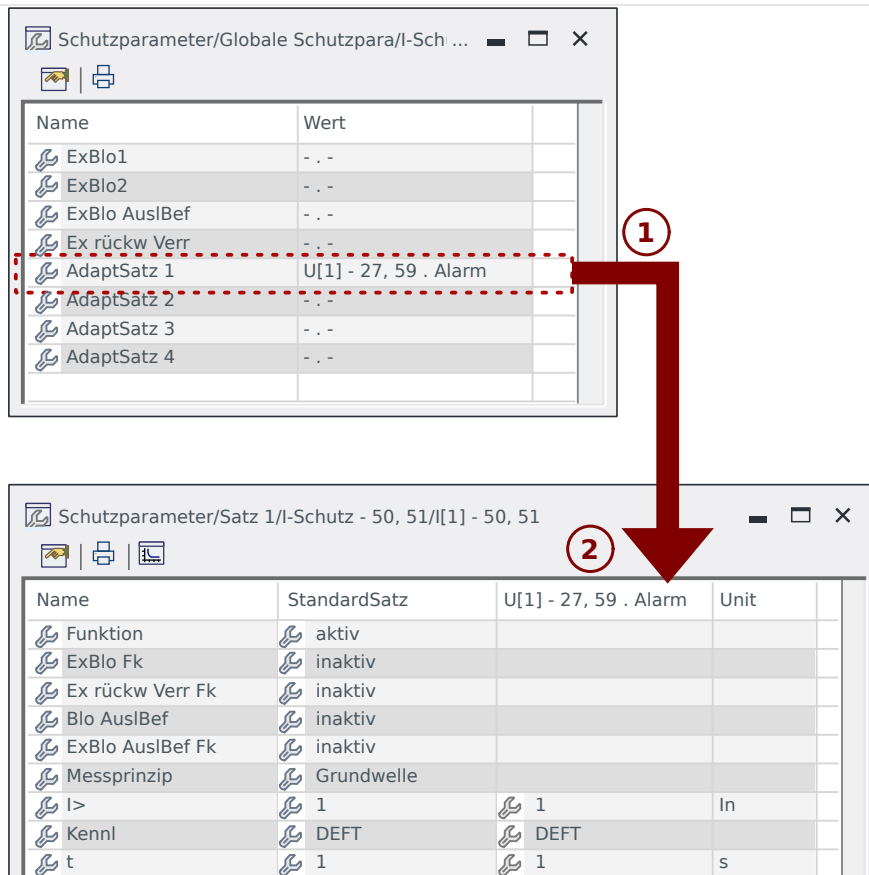 Schutzparameter/Globale Schutzpara/I-Sch ...
Name Wert
ExBlo1 - . -
ExBlo2 - . -
ExBlo AuslBef - . -
Ex rückw Verr - . -
AdaptSatz 1 U[1] - 27, 59 . Alarm
AdaptSatz 2 - . -
AdaptSatz 3 - . -
AdaptSatz 4 - . -
1
Schutzparameter/Satz 1/I-Schutz - 50, 51/I[1] - 50, 51
2
Name StandardSatz U[1] - 27, 59 . Alarm Unit
Funktion aktiv
ExBlo Fk inaktiv
Ex rückw Verr Fk inaktiv
Blo AuslBef inaktiv
ExBlo AuslBef Fk inaktiv
Messprinzip Grundwelle
I> 1 1 In
Kennl DEFT DEFT
t 1 1 s